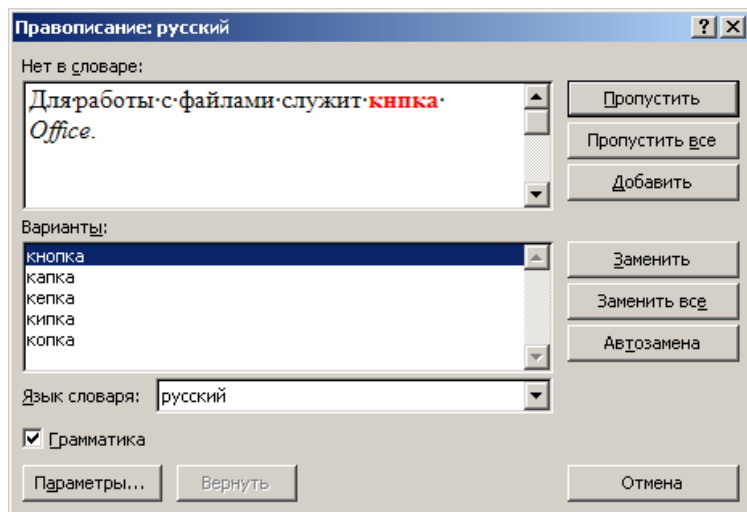 Правописание: русский
Нет в словаре:
Для·работы·с·файлами·служит·кнпка·
Office.
Пропустить
Пропустить все
Добавить
Варианты:
кнопка
капка
кепка
кипка
копка
Заменить
Заменить все
Автозамена
Язык словаря: русский
Грамматика
Параметры... Вернуть Отмена